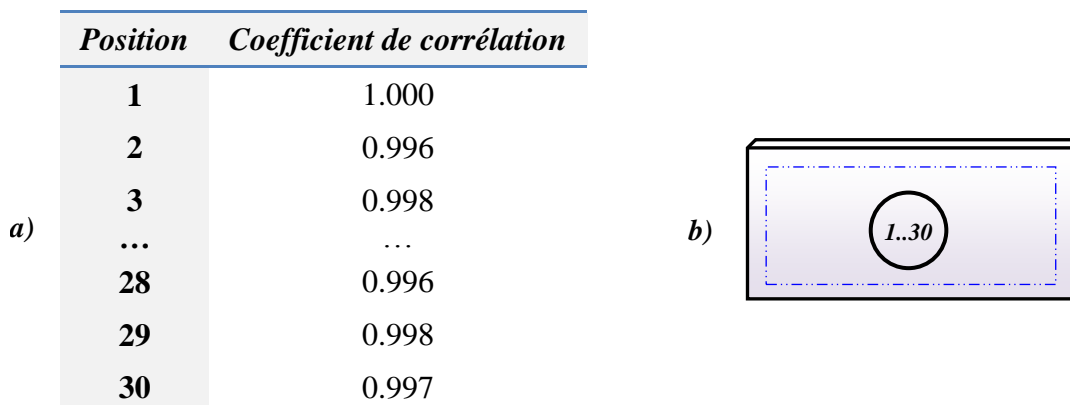 Position Coefficient de corrélation
1 1.000
2 0.996
3 0.998
a)
... ...
28 0.996
29 0.998
30 0.997
b)
1..30